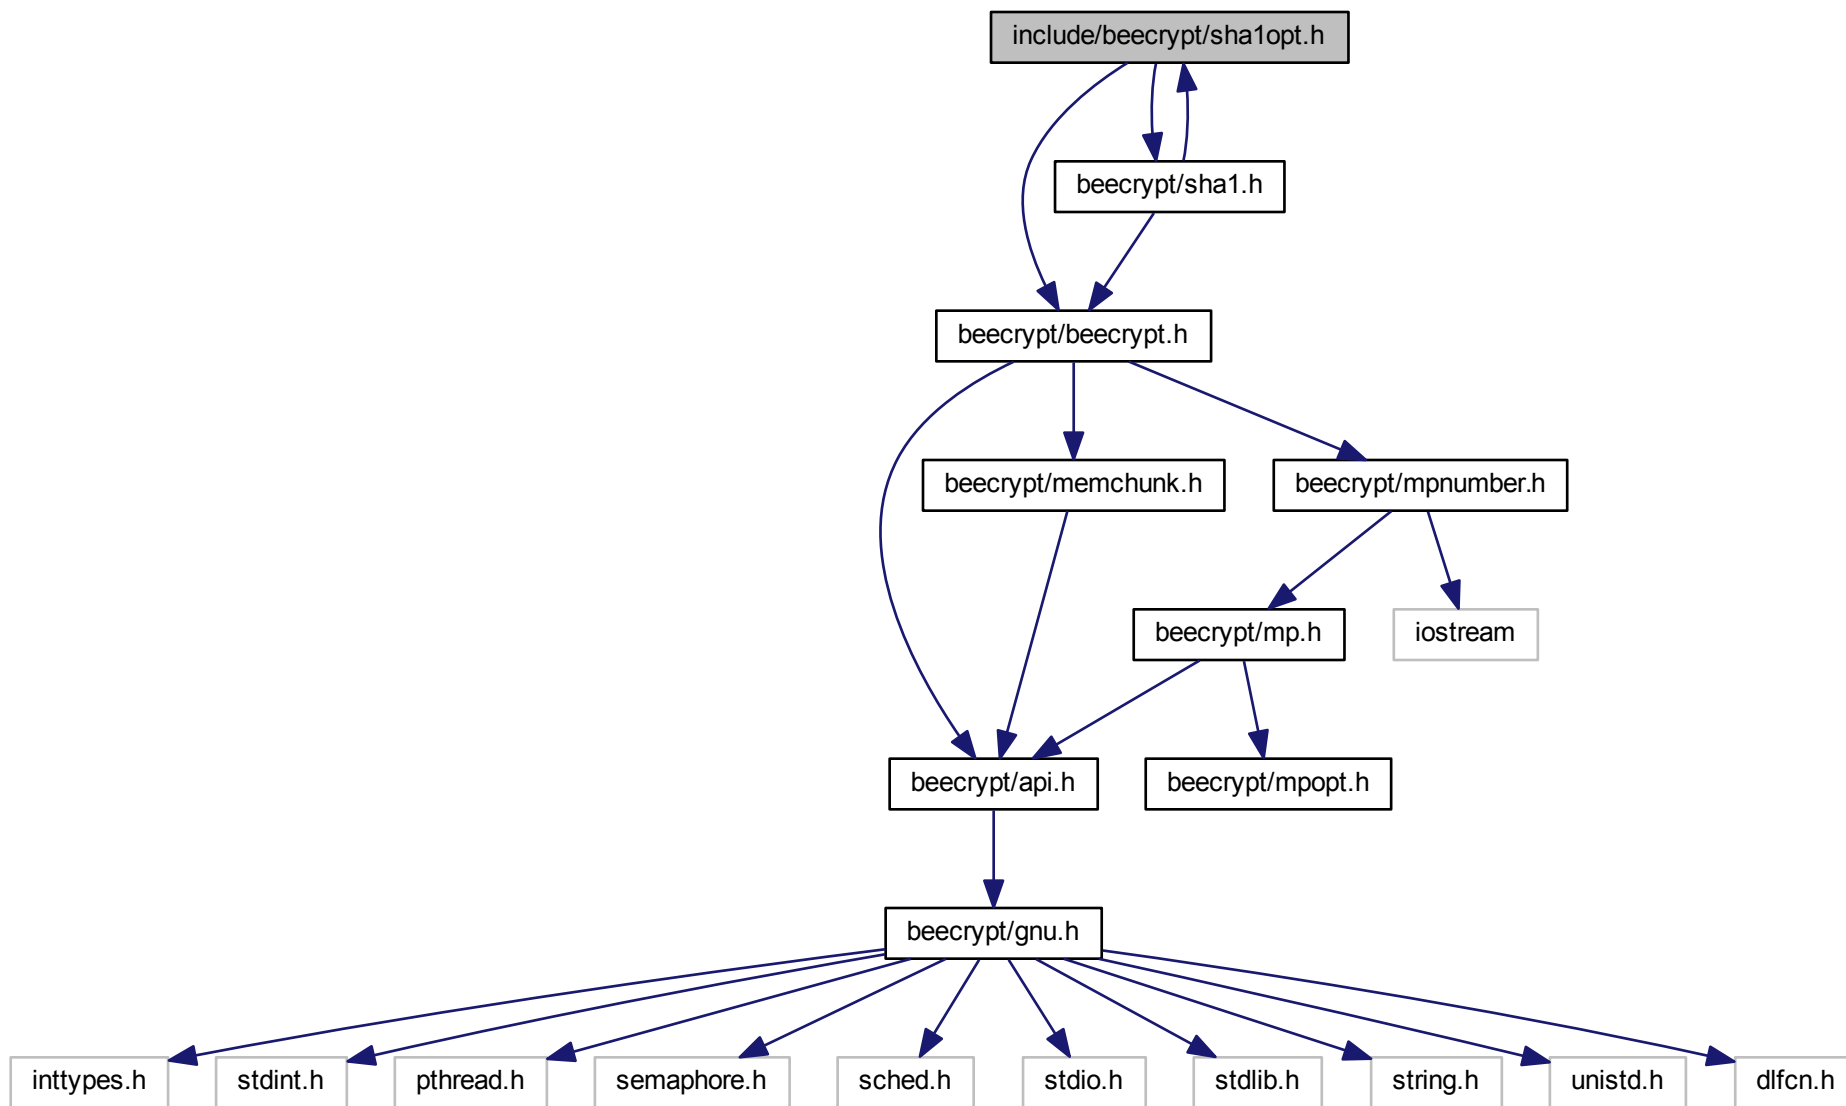 include/beecrypt/sha1opt.h
beecrypt/sha1.h
beecrypt/beecrypt.h
beecrypt/memchunk.h
beecrypt/mpnumber.h
beecrypt/mp.h
iostream
beecrypt/api.h
beecrypt/mpopt.h
beecrypt/gnu.h
inttypes.h
stdint.h
pthread.h
semaphore.h
sched.h
stdio.h
stdlib.h
string.h
unistd.h
dlfcn.h